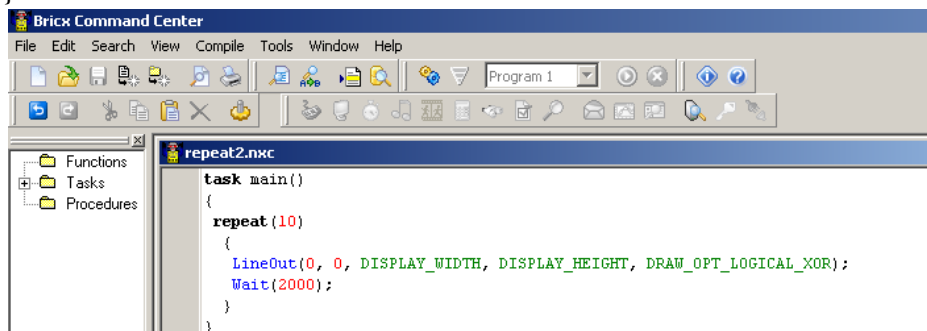 Bricx Command Center
File Edit Search View Compile Tools Window Help
Program 1
Functions
Tasks
Procedures
repeat2.nxc
task main()
{
repeat(10)
{
LineOut(0, 0, DISPLAY_WIDTH, DISPLAY_HEIGHT, DRAW_OPT_LOGICAL_XOR);
Wait(2000);
}
}